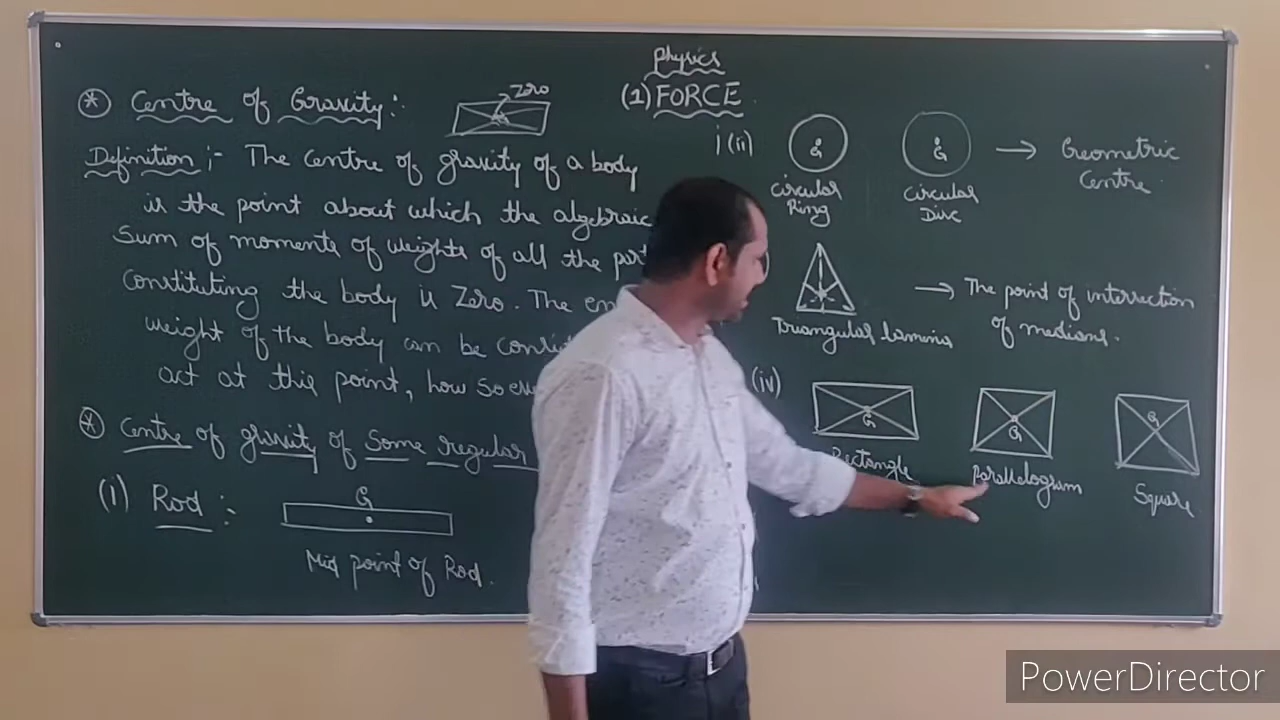 Physics
(1) FORCE
* Centre of Gravity :-
Zero
Definition :- The Centre of gravity of a body
is the point about which the algebraic
Sum of moments of weights of all the
Constituting the body is Zero. The
weight of the body can be
act at this point, how so
* Centre of gravity of Some regular
(i) Rod :-
G
Mid point of Rod.
(ii)
G
G
Circular
Ring
Circular
Disc
→ Geometric
Centre.
Triangular lamina
→ The point of interrection
of medians.
(iv)
G
G
G
Rectangle
Parallelogram
Square
PowerDirector